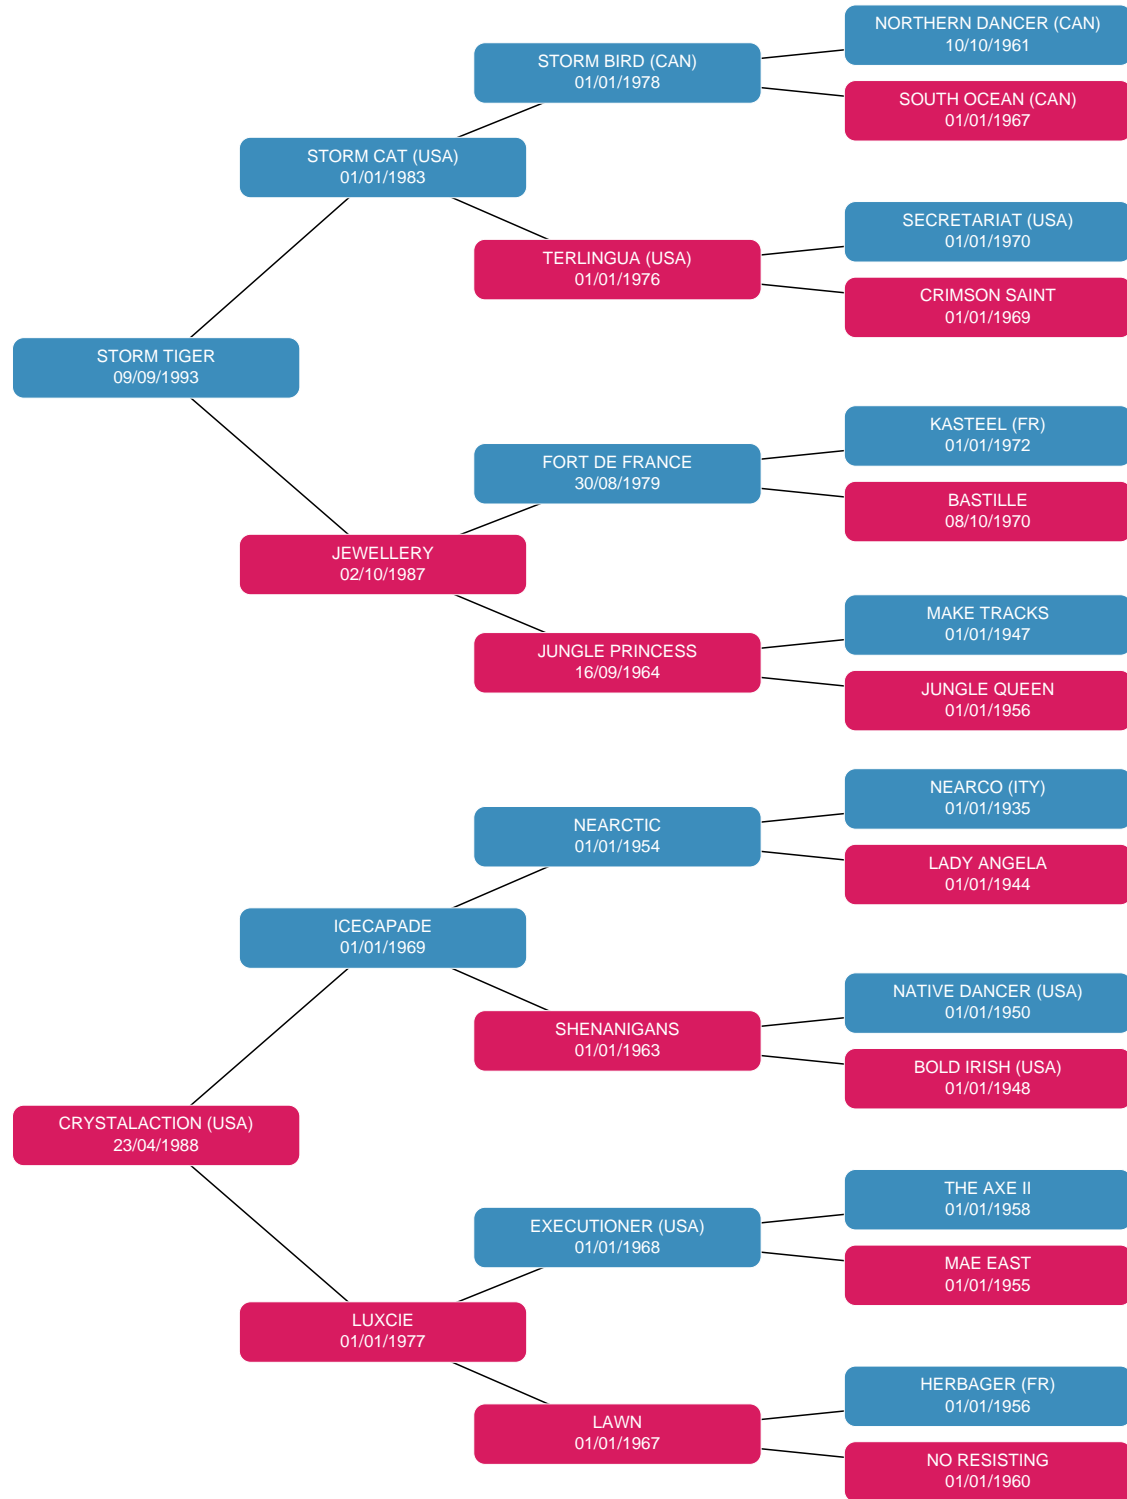 NORTHERN DANCER (CAN)
10/10/1961
STORM BIRD (CAN)
01/01/1978
SOUTH OCEAN (CAN)
01/01/1967
STORM CAT (USA)
01/01/1983
SECRETARIAT (USA)
01/01/1970
TERLINGUA (USA)
01/01/1976
CRIMSON SAINT
01/01/1969
STORM TIGER
09/09/1993
KASTEEL (FR)
01/01/1972
FORT DE FRANCE
30/08/1979
BASTILLE
08/10/1970
JEWELLERY
02/10/1987
MAKE TRACKS
01/01/1947
JUNGLE PRINCESS
16/09/1964
JUNGLE QUEEN
01/01/1956
NEARCO (ITY)
01/01/1935
NEARCTIC
01/01/1954
LADY ANGELA
01/01/1944
ICECAPADE
01/01/1969
NATIVE DANCER (USA)
01/01/1950
SHENANIGANS
01/01/1963
BOLD IRISH (USA)
01/01/1948
CRYSTALACTION (USA)
23/04/1988
THE AXE II
01/01/1958
EXECUTIONER (USA)
01/01/1968
MAE EAST
01/01/1955
LUXCIE
01/01/1977
HERBAGER (FR)
01/01/1956
LAWN
01/01/1967
NO RESISTING
01/01/1960